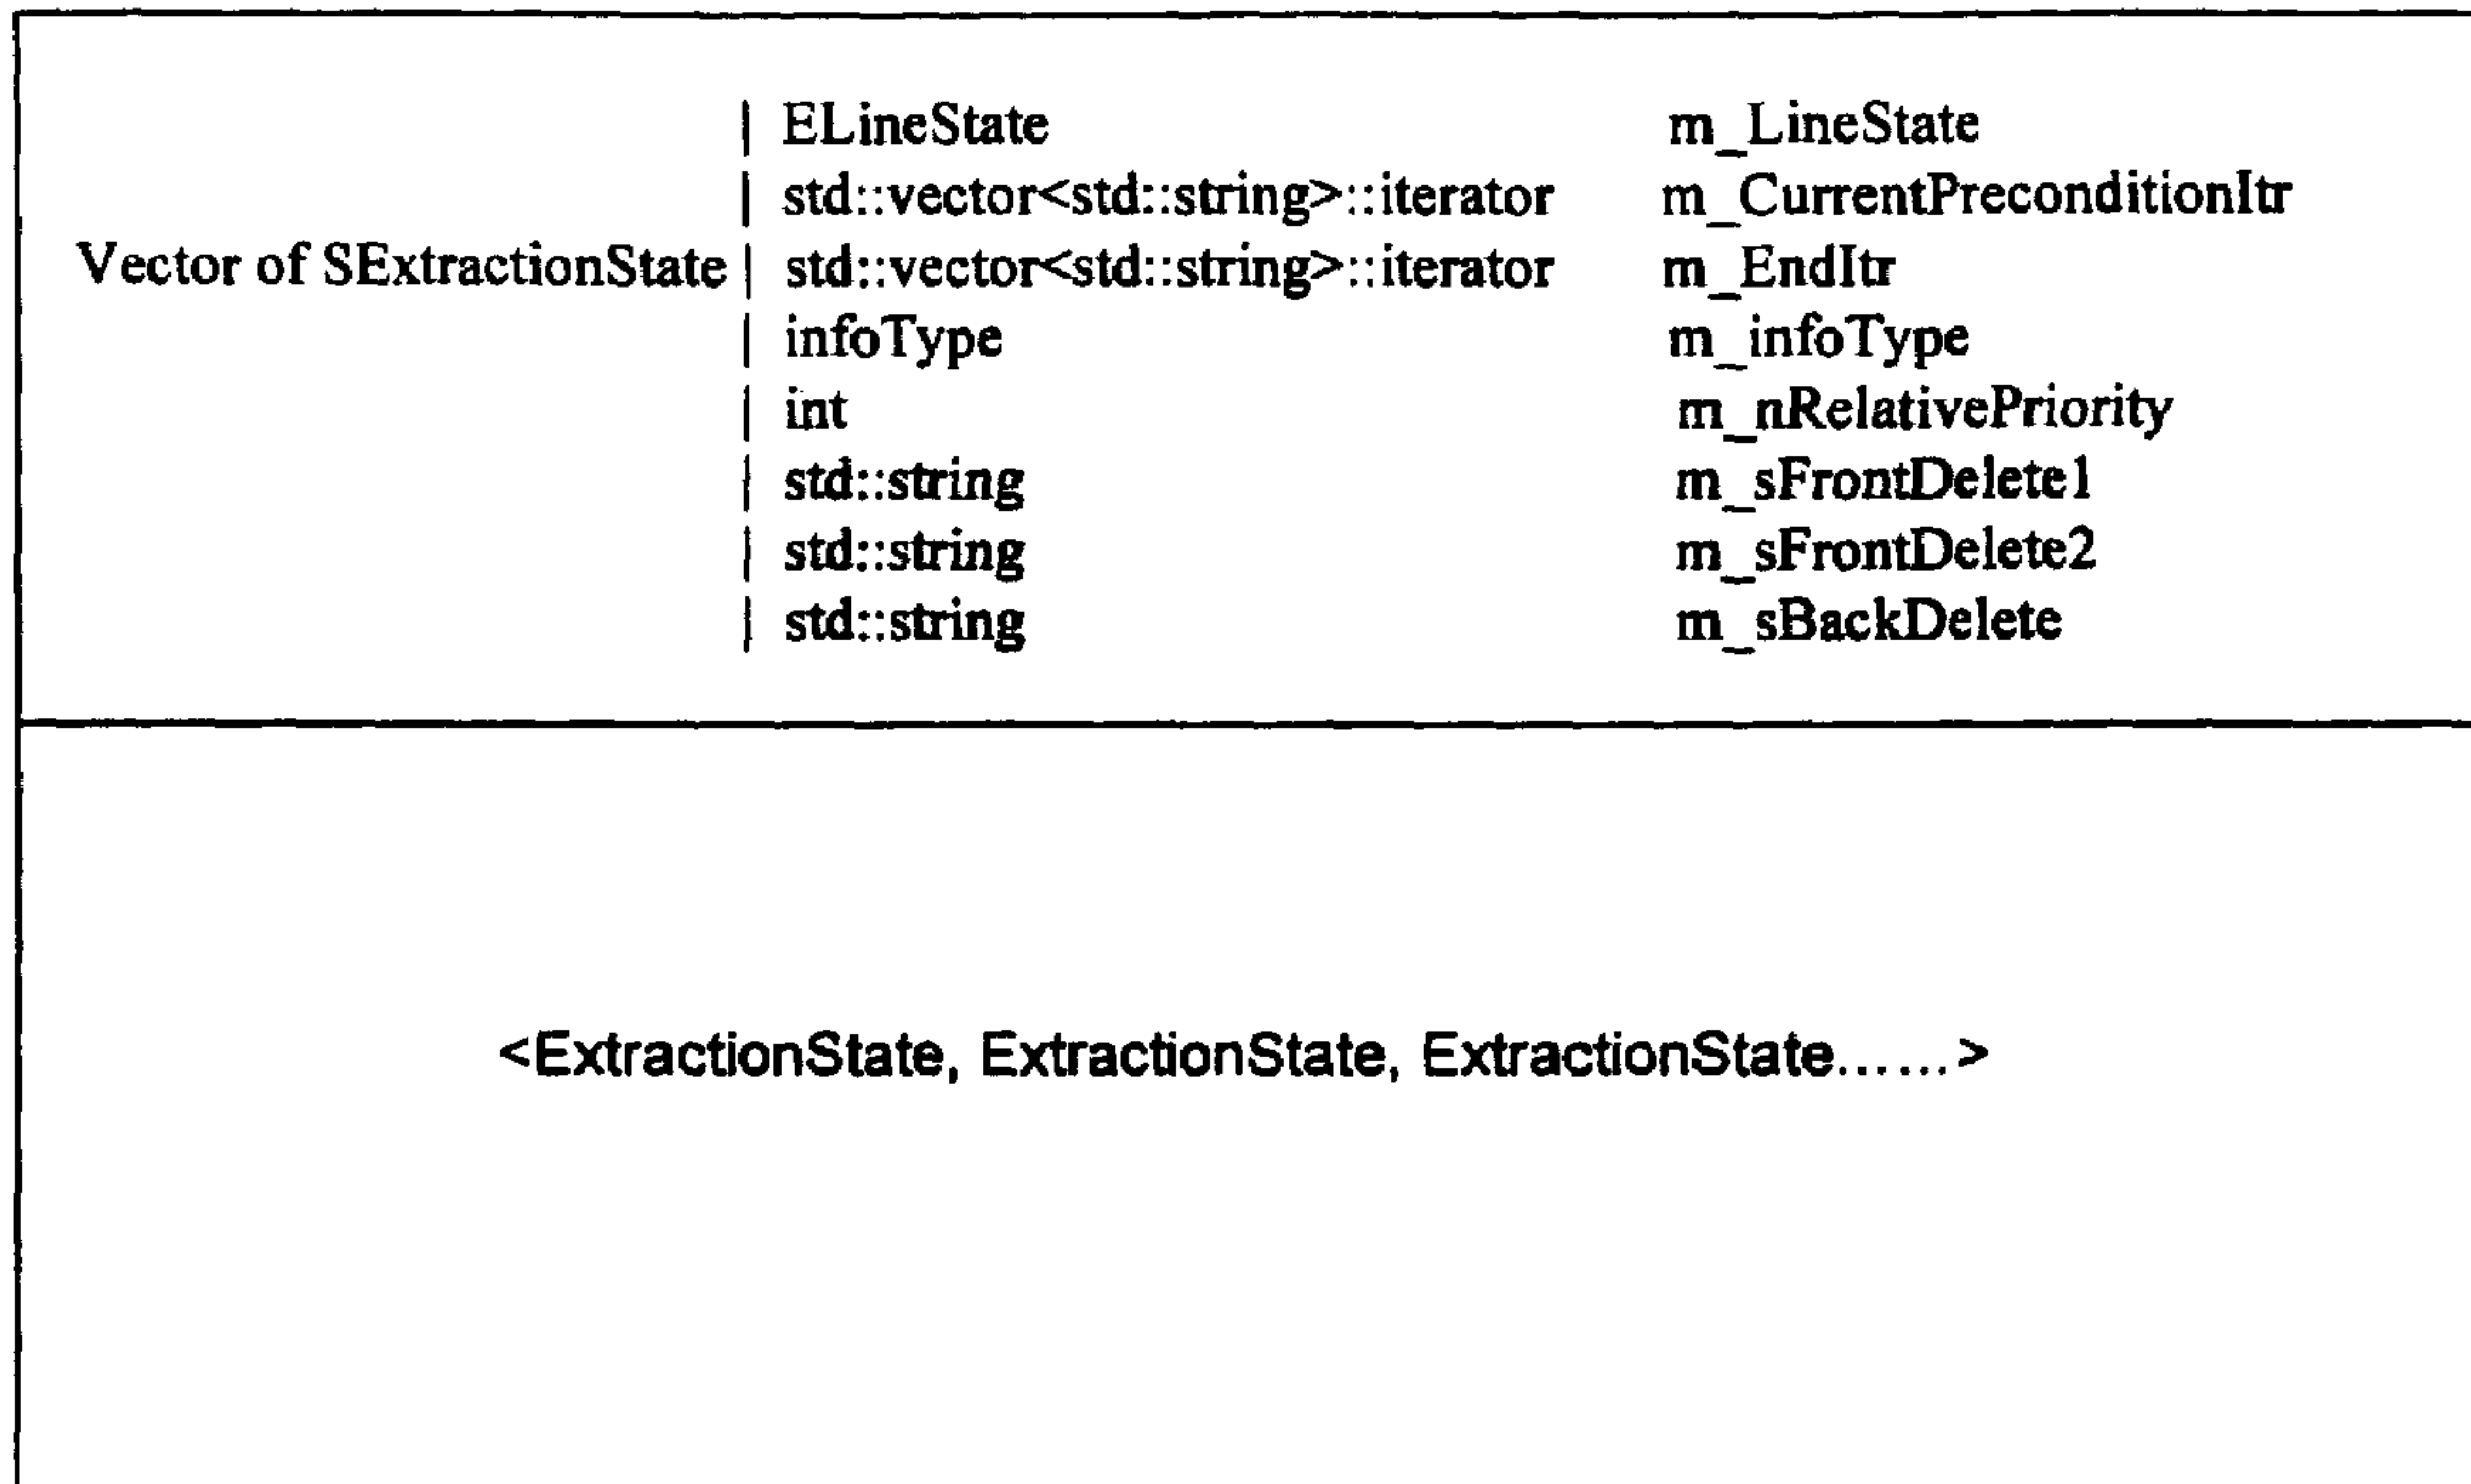 | ELineState m_LineState
| std::vector<std::string>::iterator m_CurrentPreconditionItr
Vector of SExtractionState | std::vector<std::string>::iterator m_EndItr
| infoType m_infoType
| int m_nRelativePriority
| std::string m_sFrontDelete1
| std::string m_sFrontDelete2
| std::string m_sBackDelete
<ExtractionState, ExtractionState, ExtractionState......>